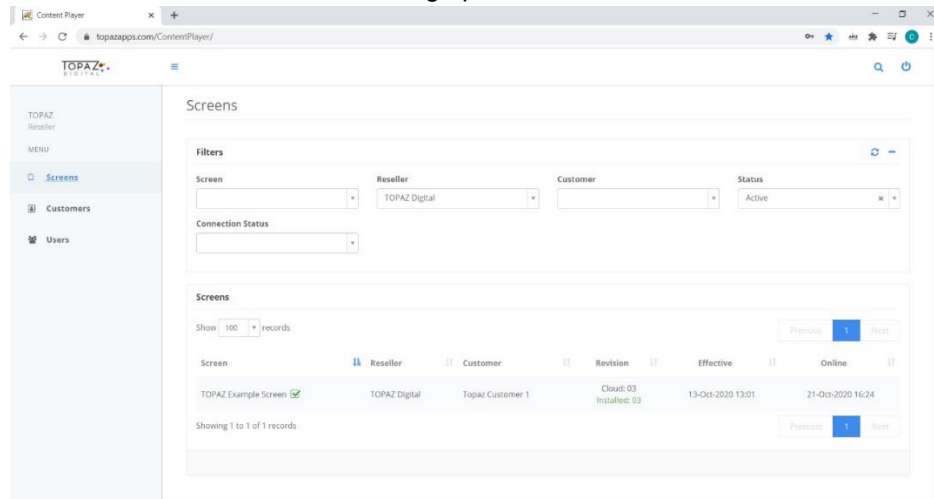 Content Player
topazapps.com/ContentPlayer/
TOPAZ
DIGITAL
TOPAZ
Reseller
MENU
Screens
Customers
Users
Screens
Filters
Screen Reseller Customer Status
TOPAZ Digital Active
Connection Status
Screens
Show 100 records
Previous 1 Next
Screen Reseller Customer Revision Effective Online
TOPAZ Example Screen TOPAZ Digital Topaz Customer 1 Cloud: 03 13-Oct-2020 13:01 21-Oct-2020 16:24
Installed: 03
Showing 1 to 1 of 1 records
Previous 1 Next